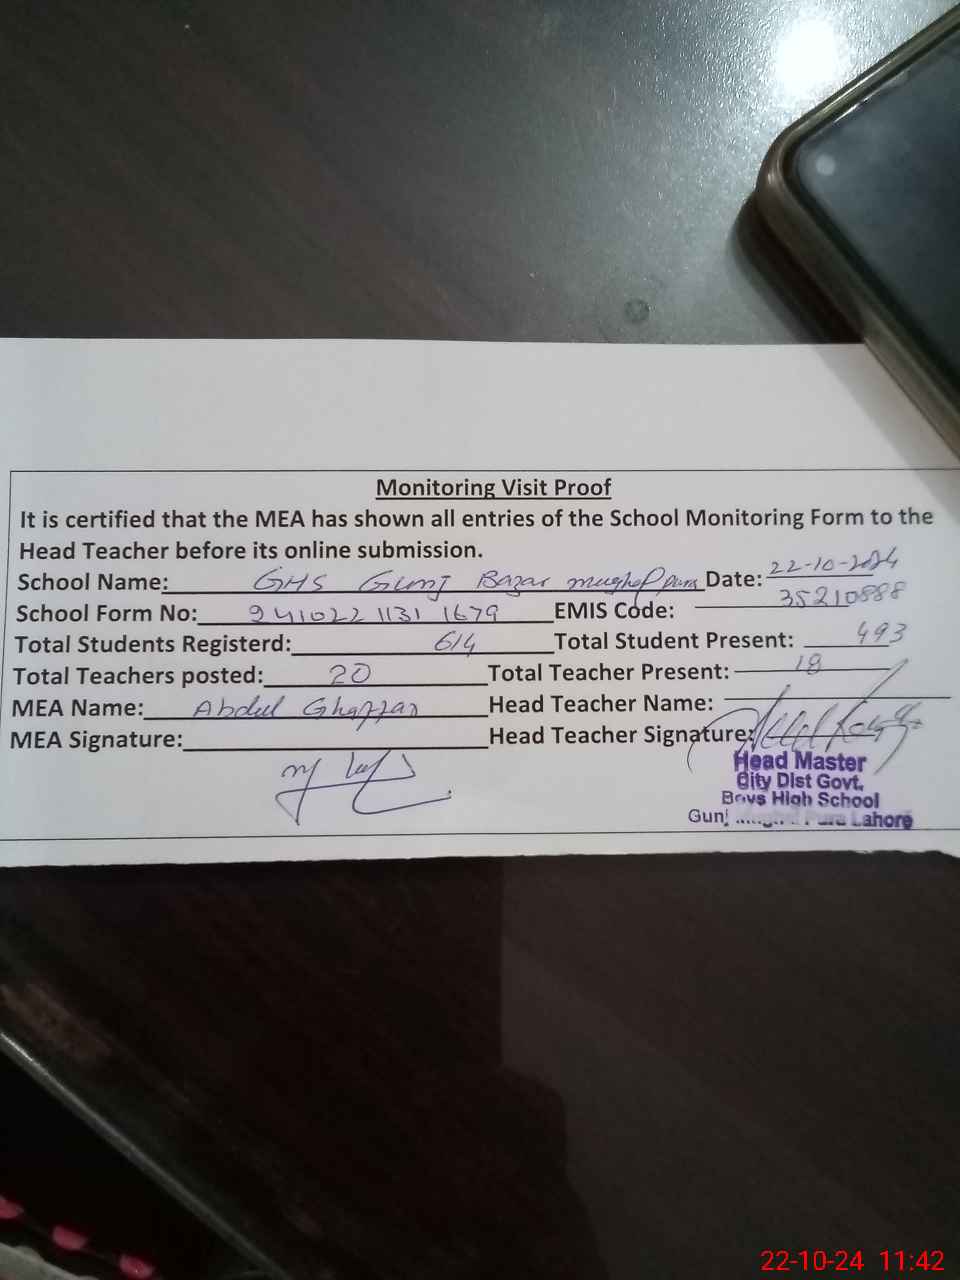 Monitoring Visit Proof
It is certified that the MEA has shown all entries of the School Monitoring Form to the
Head Teacher before its online submission.
School Name: GHS Gunj Bazar mughalpura Date: 22-10-2024
School Form No: 241022 1131 1679 EMIS Code: 35210888
Total Students Registerd: 614 Total Student Present: 493
Total Teachers posted: 20 Total Teacher Present: 18
MEA Name: Abdul Ghaffar Head Teacher Name:
MEA Signature: Head Teacher Signature:
Head Master
City Dist Govt.
Boys High School
Gunj Pura Lahore
22-10-24 11:42